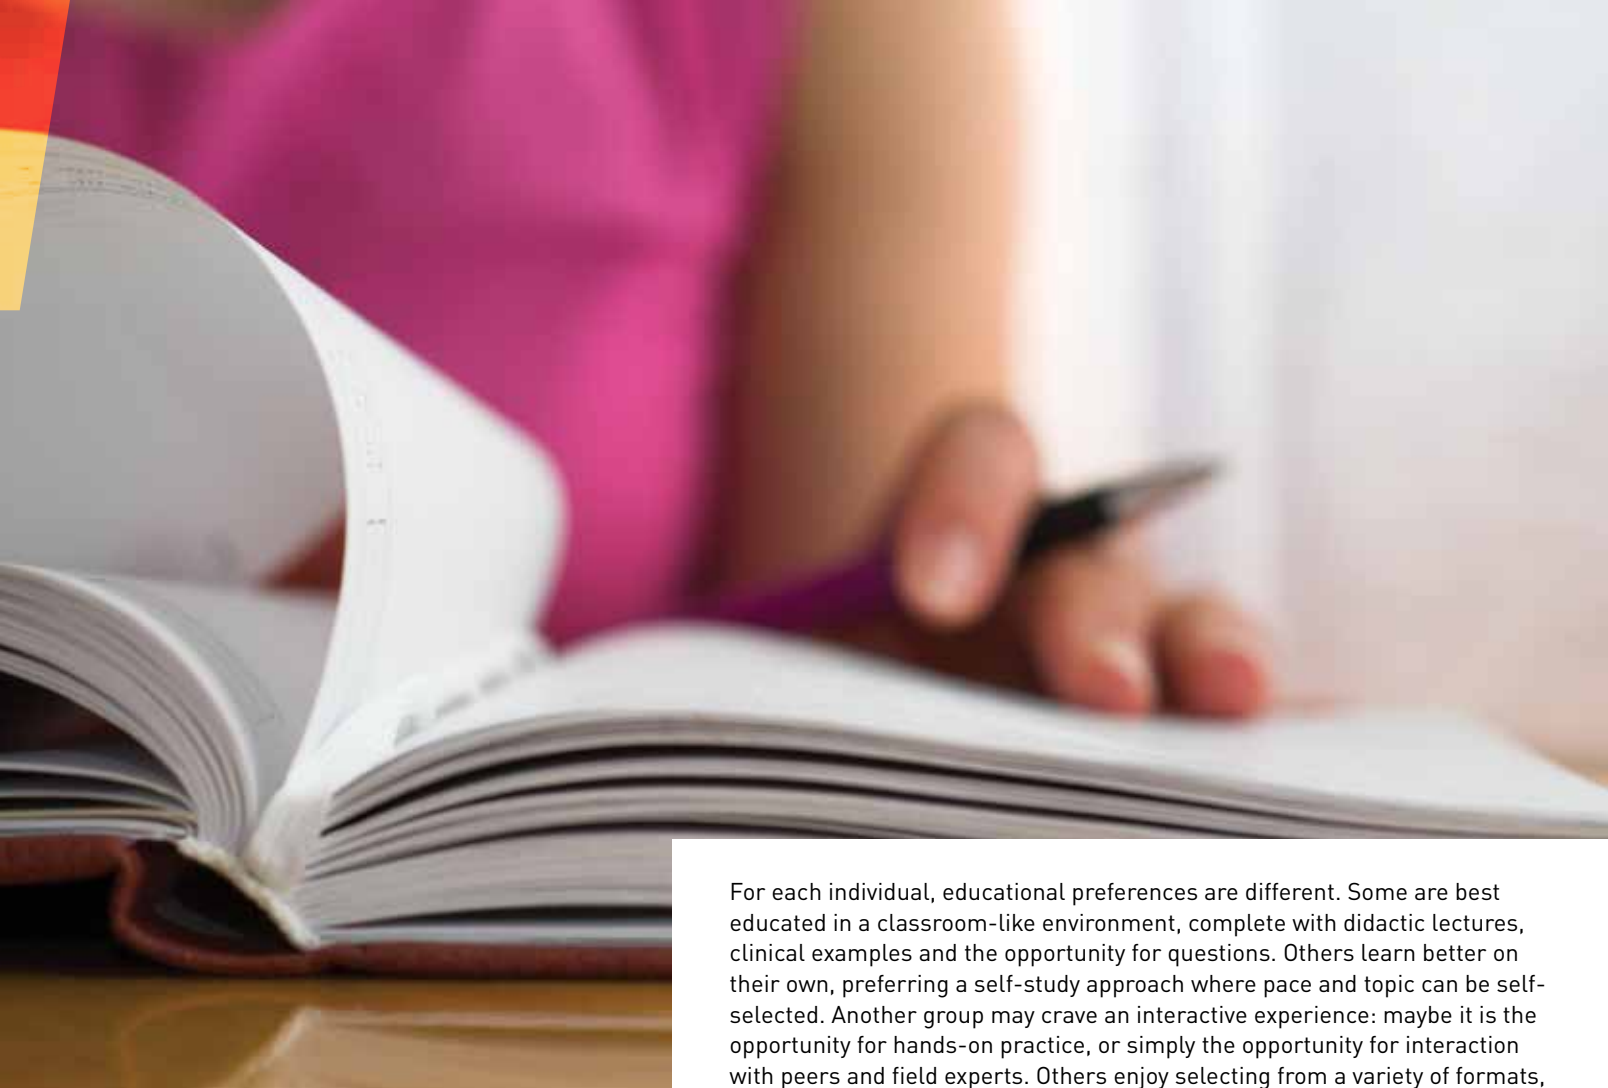 For each individual, educational preferences are different. Some are best
educated in a classroom-like environment, complete with didactic lectures,
clinical examples and the opportunity for questions. Others learn better on
their own, preferring a self-study approach where pace and topic can be self-
selected. Another group may crave an interactive experience: maybe it is the
opportunity for hands-on practice, or simply the opportunity for interaction
with peers and field experts. Others enjoy selecting from a variety of formats,